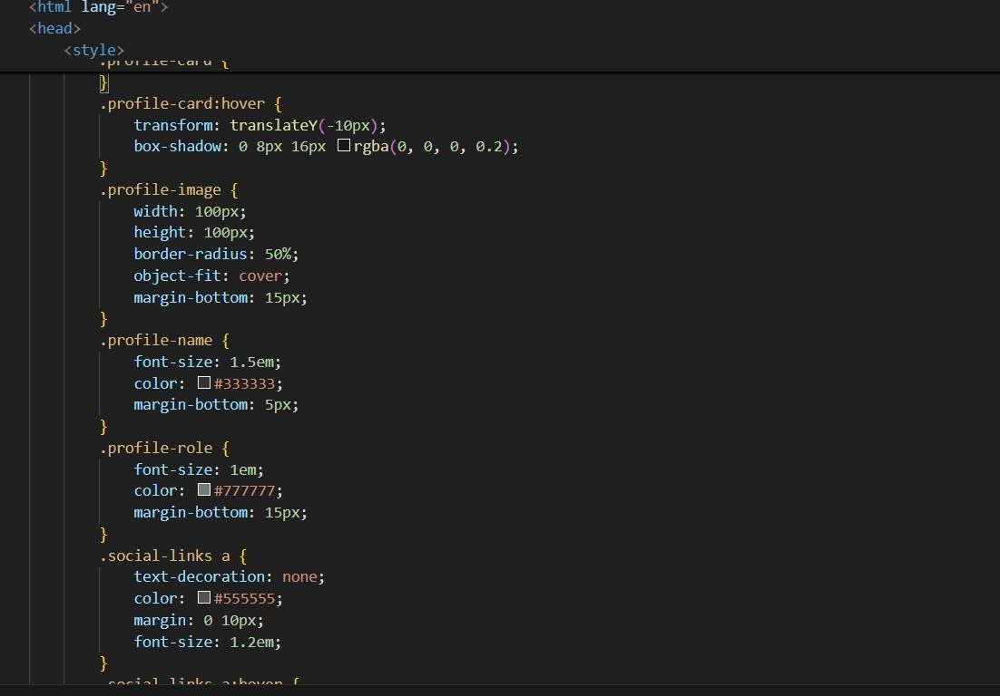 <html lang="en">
<head>
<style>
.profile-card {
}
.profile-card:hover {
transform: translateY(-10px);
box-shadow: 0 8px 16px rgba(0, 0, 0, 0.2);
}
.profile-image {
width: 100px;
height: 100px;
border-radius: 50%;
object-fit: cover;
margin-bottom: 15px;
}
.profile-name {
font-size: 1.5em;
color: #333333;
margin-bottom: 5px;
}
.profile-role {
font-size: 1em;
color: #777777;
margin-bottom: 15px;
}
.social-links a {
text-decoration: none;
color: #555555;
margin: 0 10px;
font-size: 1.2em;
}
.social-links a:hover {